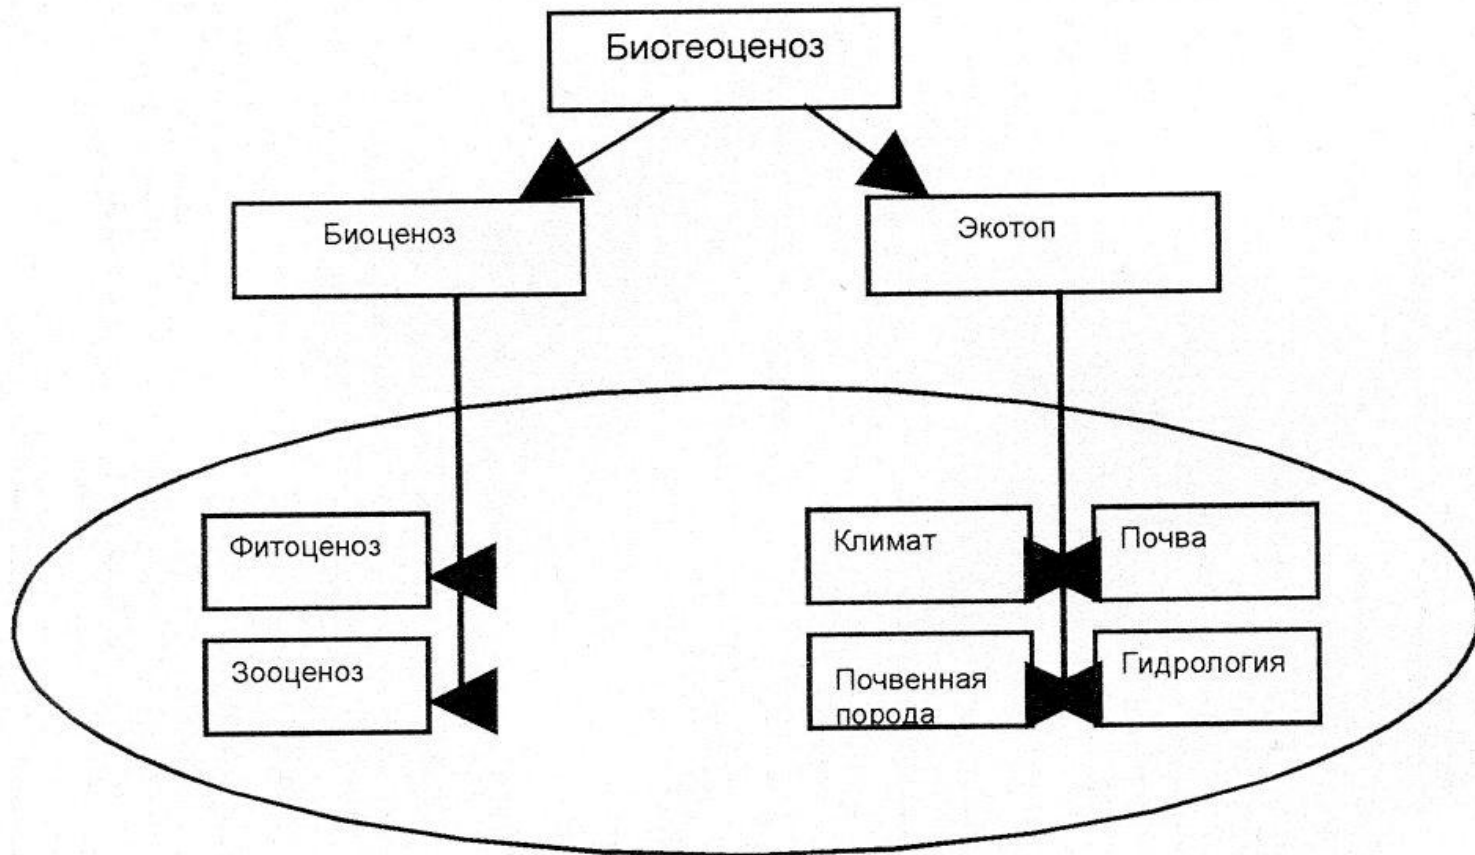 Биогеоценоз
Биоценоз
Экотоп
Фитоценоз
Зооценоз
Климат
Почва
Почвенная
порода
Гидрология